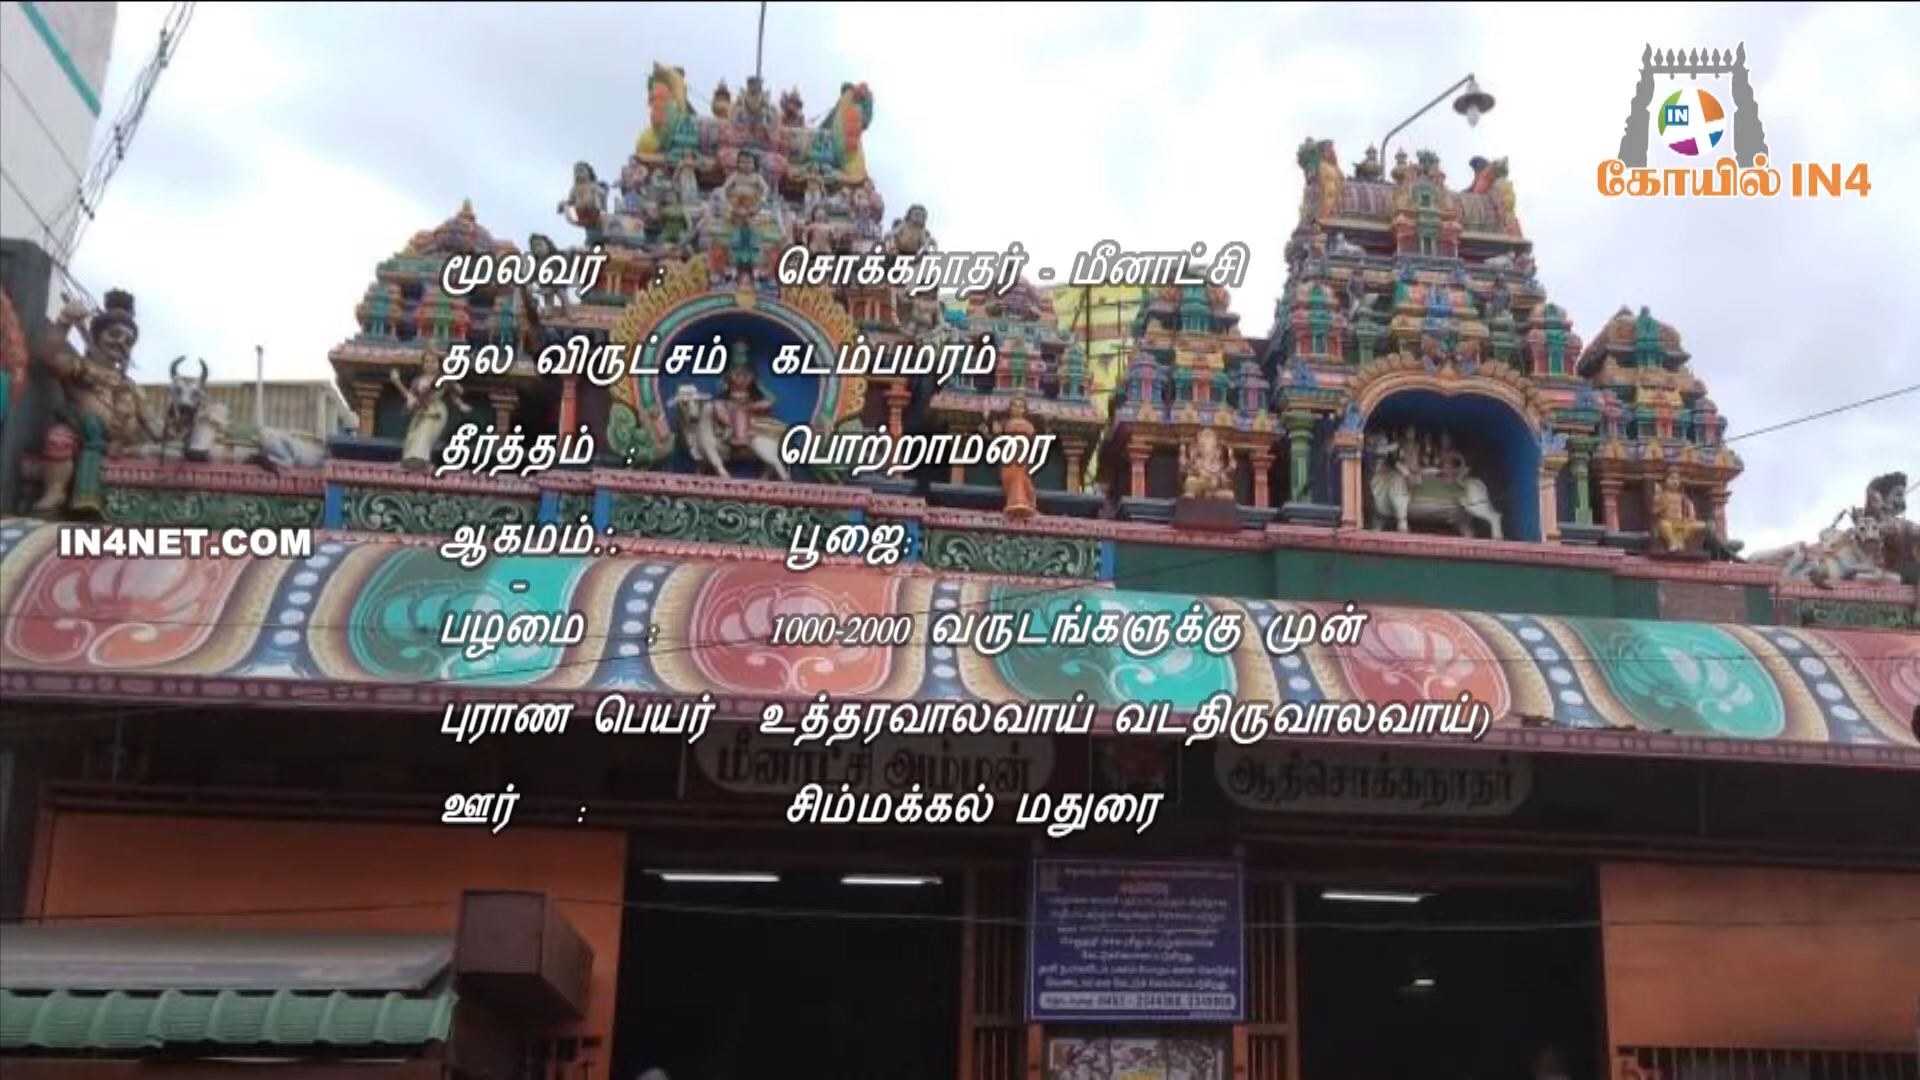 IN
கோயில் IN4
மூலவர் : சொக்கநாதர் - மீனாட்சி
தல விருட்சம் கடம்பமரம்
தீர்த்தம் : பொற்றாமரை
IN4NET.COM
ஆகமம்.: பூஜை:
-
பழமை : 1000-2000 வருடங்களுக்கு முன்
புராண பெயர் உத்தரவாலவாய் வடதிருவாலவாய்)
மீனாட்சி அம்மன்
ஆதிசொக்கநாதர்
ஊர் : சிம்மக்கல் மதுரை